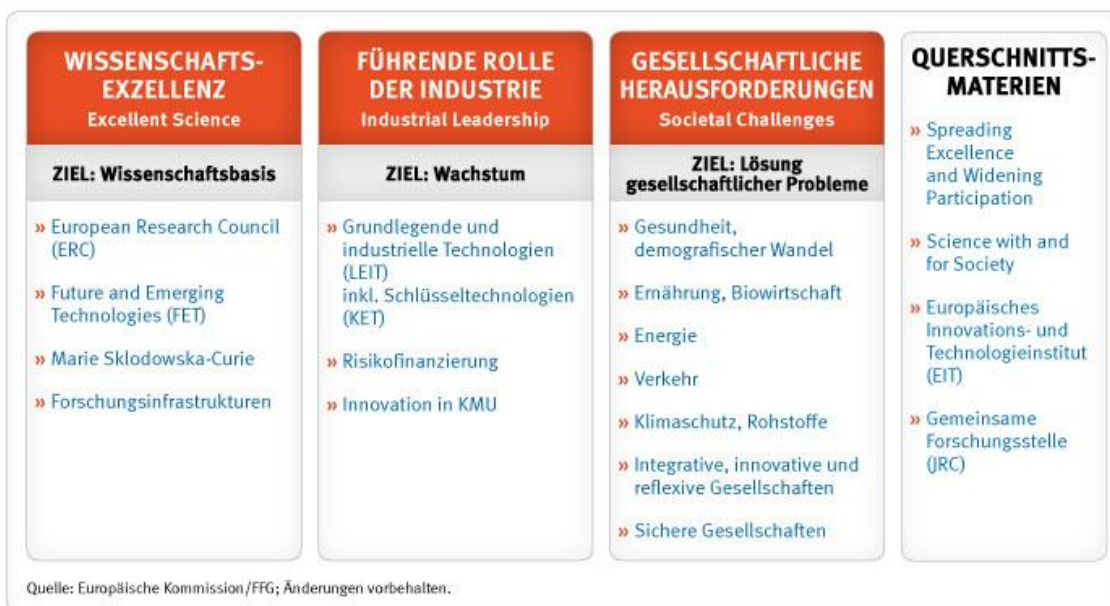 WISSENSCHAFTS-
EXZELLENZ
Excellent Science
ZIEL: Wissenschaftsbasis
» European Research Council
(ERC)
» Future and Emerging
Technologies (FET)
» Marie Sklodowska-Curie
» Forschungsinfrastrukturen
FÜHRENDE ROLLE
DER INDUSTRIE
Industrial Leadership
ZIEL: Wachstum
» Grundlegende und
industrielle Technologien
(LEIT)
inkl. Schlüsseltechnologien
(KET)
» Risikofinanzierung
» Innovation in KMU
GESELLSCHAFTLICHE
HERAUSFORDERUNGEN
Societal Challenges
ZIEL: Lösung
gesellschaftlicher Probleme
» Gesundheit,
demografischer Wandel
» Ernährung, Biowirtschaft
» Energie
» Verkehr
» Klimaschutz, Rohstoffe
» Integrative, innovative und
reflexive Gesellschaften
» Sichere Gesellschaften
QUERSCHNITTS-
MATERIEN
» Spreading
Excellence
and Widening
Participation
» Science with and
for Society
» Europäisches
Innovations- und
Technologieinstitut
(EIT)
» Gemeinsame
Forschungsstelle
(JRC)
Quelle: Europäische Kommission/FFG; Änderungen vorbehalten.